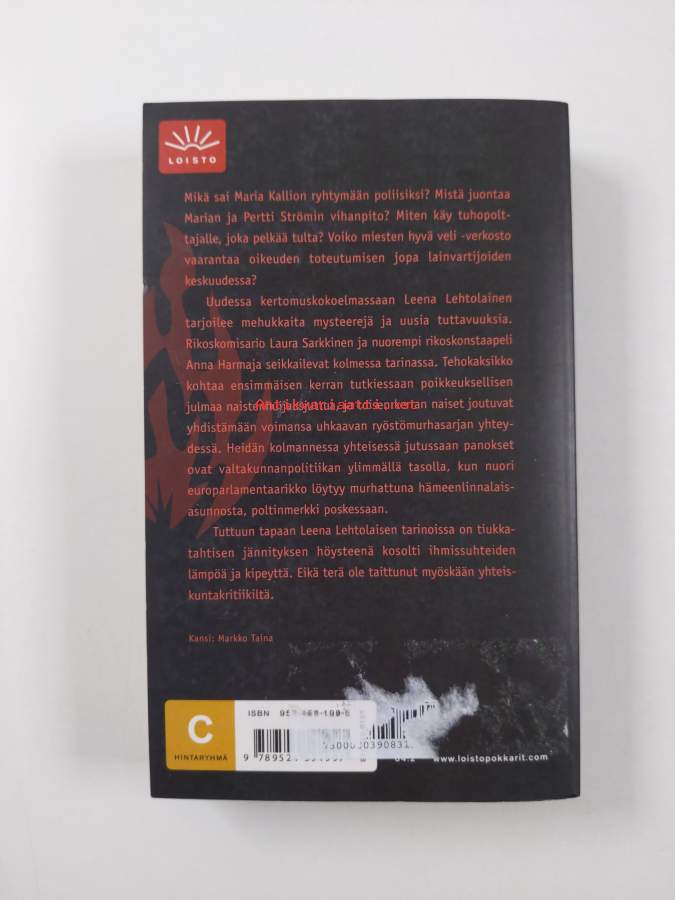 LOISTO
Mikä sai Maria Kallion ryhtymään poliisiksi? Mistä juontaa
Marian ja Pertti Strömin vihanpito? Miten käy tuhopolt-
tajalle, joka pelkää tulta? Voiko miesten hyvä veli -verkosto
vaarantaa oikeuden toteutumisen jopa lainvartijoiden
keskuudessa?
Uudessa kertomuskokoelmassaan Leena Lehtolainen
tarjoilee mehukkaita mysteerejä ja uusia tuttavuuksia.
Rikoskomisario Laura Sarkkinen ja nuorempi rikoskonstaapeli
Anna Harmaja seikkailevat kolmessa tarinassa. Tehokaksikko
kohtaa ensimmäisen kerran tutkiessaan poikkeuksellisen
julmaa ja toisen kerran naiset joutuvat
yhdistämään voimansa uhkaavan ryöstömurhasarjan yhtey-
dessä. Heidän kolmannessa yhteisessä jutussaan panokset
ovat valtakunnanpolitiikan ylimmällä tasolla, kun nuori
europarlamentaarikko löytyy murhattuna hämeenlinnalais-
asunnosta, poltinmerkki poskessaan.
Tuttuun tapaan Leena Lehtolaisen tarinoissa on tiukka-
tahtisen jännityksen höysteenä kosolti ihmissuhteiden
lämpöä ja kipeyttä. Eikä terä ole taittunut myöskään yhteis-
kuntakritiikiltä.
Kansi: Markko Taina
C
HINTARYHMÄ
ISBN
84.2
www.loistopokkarit.com